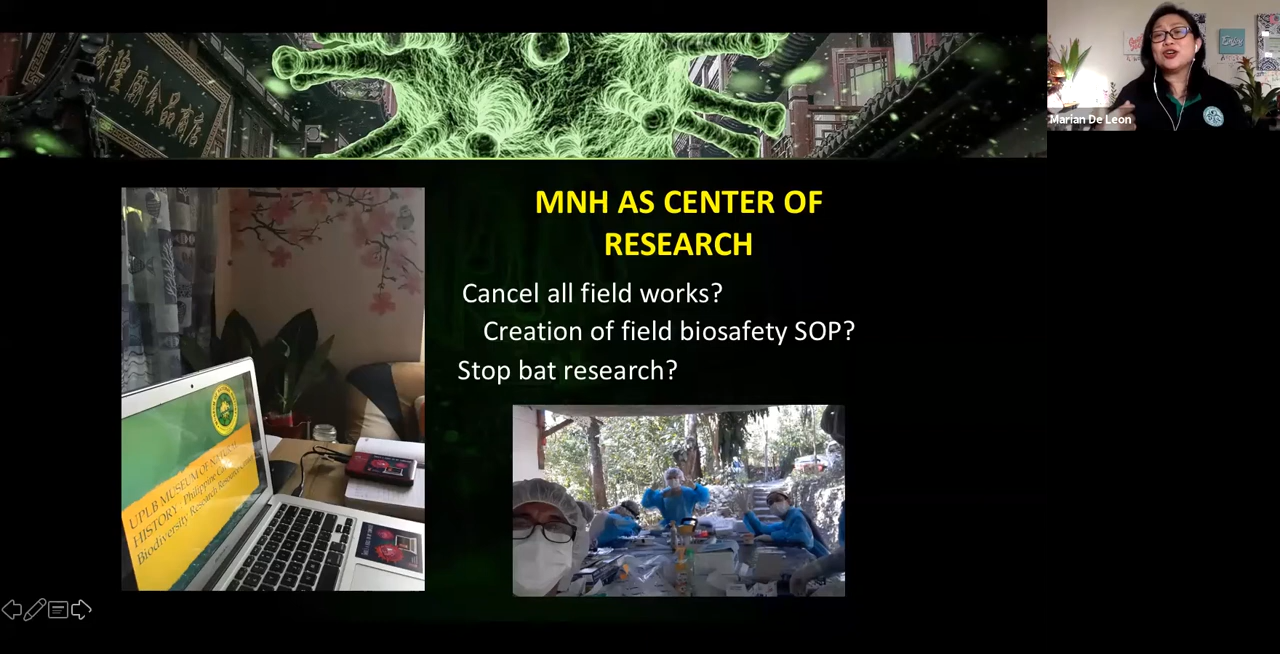 Marian De Leon
MNH AS CENTER OF
RESEARCH
Cancel all field works?
Creation of field biosafety SOP?
Stop bat research?
UPLB MUSEUM OF NATURAL
HISTORY
Philippine
Biodiversity Research